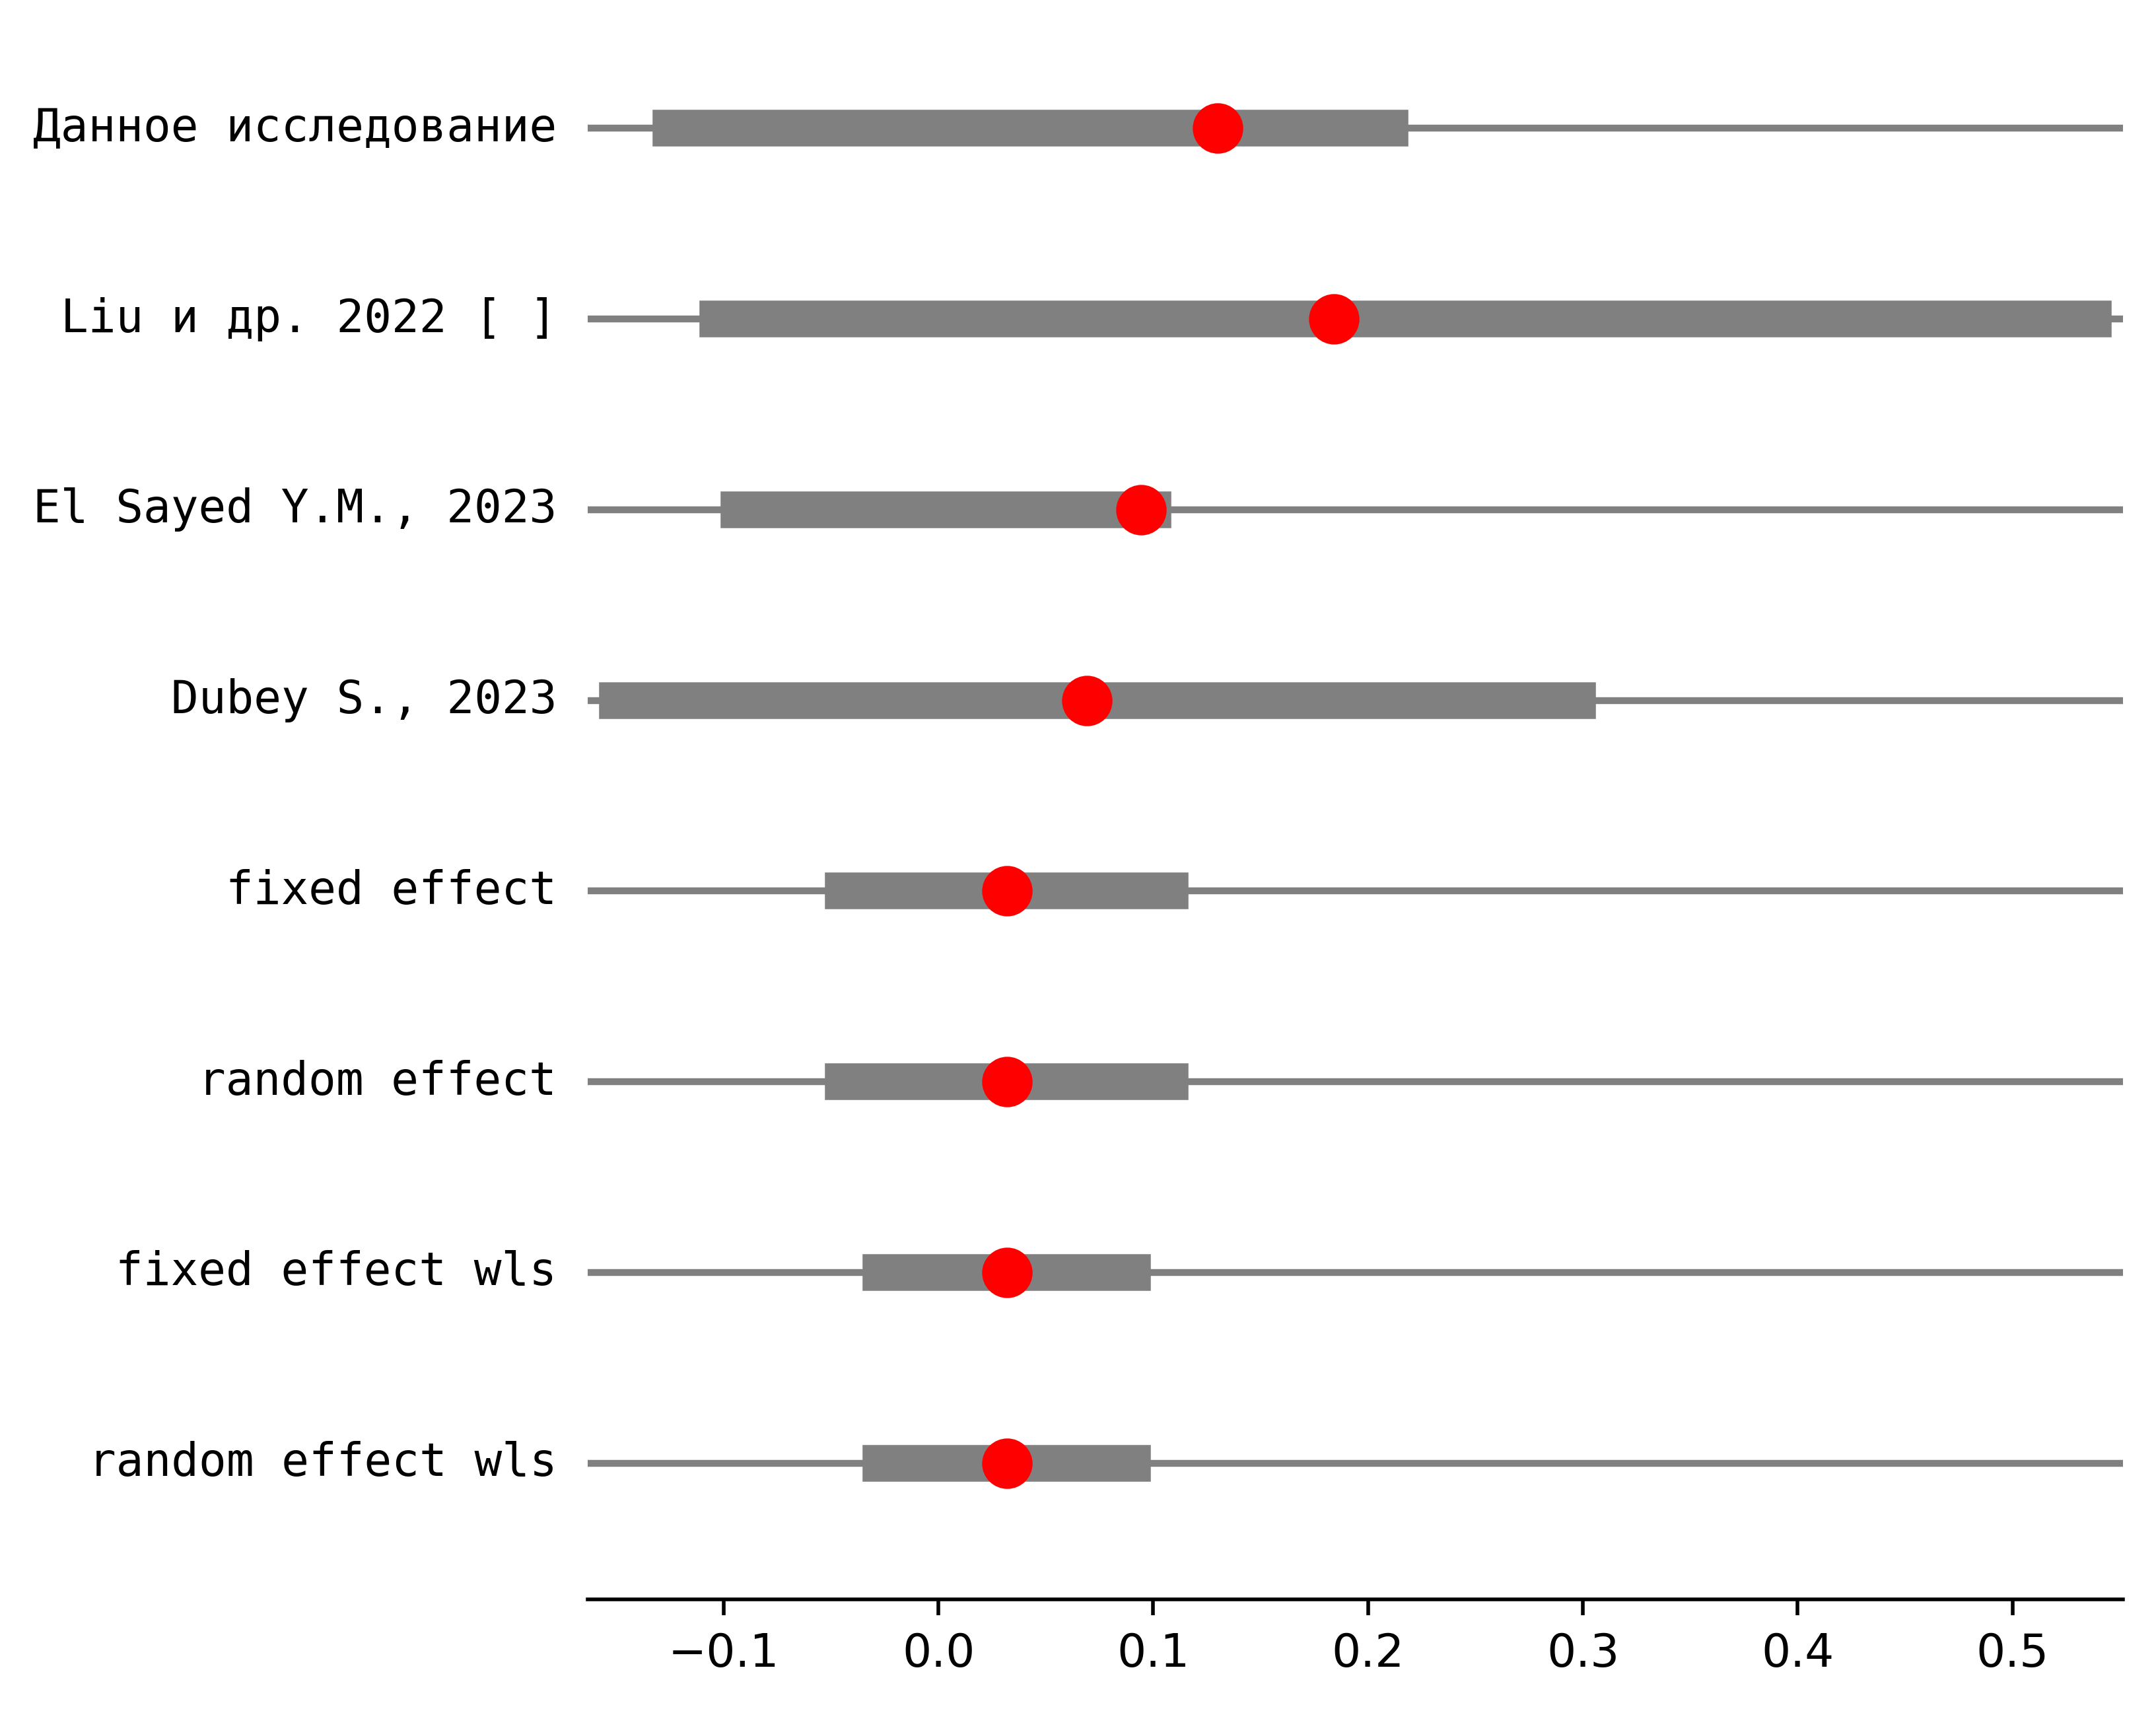 Данное исследование
Liu и др. 2022 [ ]
El Sayed Y.M., 2023
Dubey S., 2023
fixed effect
random effect
fixed effect wls
random effect wls
−0.1 0.0 0.1 0.2 0.3 0.4 0.5